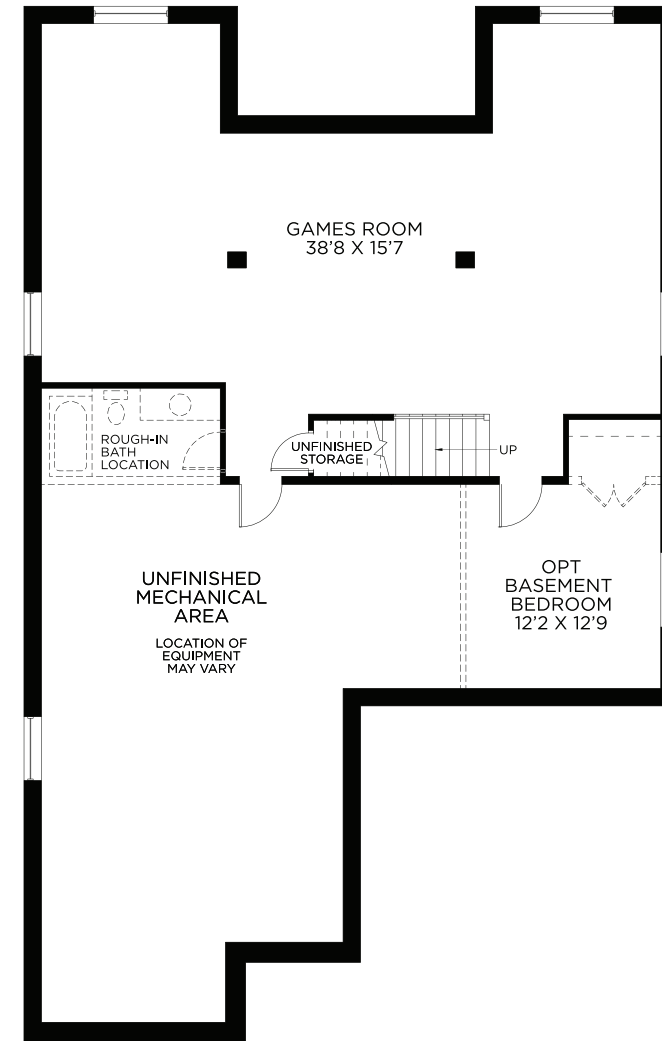 GAMES ROOM
38'8 X 15'7
ROUGH-IN
BATH
LOCATION
UNFINISHED
STORAGE
UP
UNFINISHED
MECHANICAL
AREA
LOCATION OF
EQUIPMENT
MAY VARY
OPT
BASEMENT
BEDROOM
12'2 X 12'9